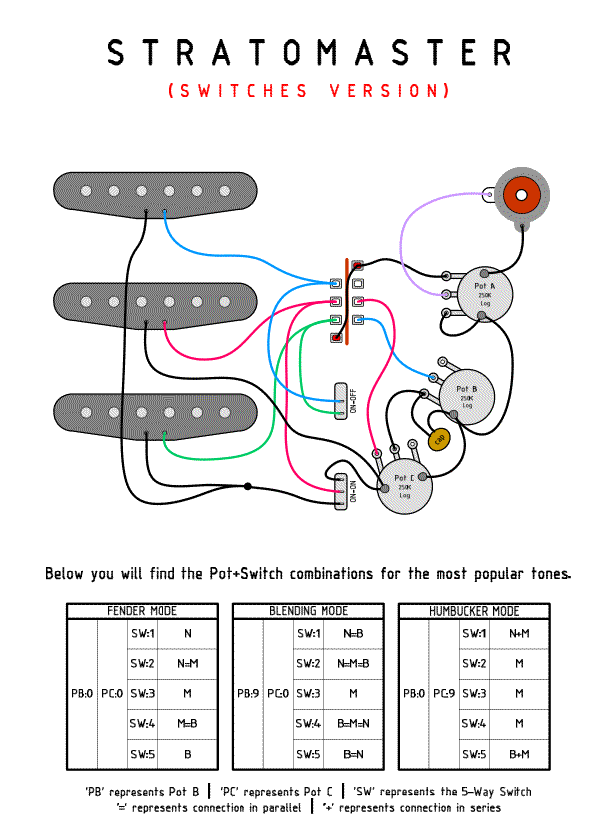 STRATOMASTER
(SWITCHES VERSION)
Pot A
250K
Log
Pot B
250K
Log
ON-OFF
cap
Pot C
250K
Log
ON-ON
Below you will find the Pot+Switch combinations for the most popular tones.
FENDER MODE
PB:0 PC:0
SW:1 N
SW:2 N=M
SW:3 M
SW:4 M=B
SW:5 B
BLENDING MODE
PB:9 PC:0
SW:1 N=B
SW:2 N=M=B
SW:3 M
SW:4 B=M=N
SW:5 B=N
HUMBUCKER MODE
PB:0 PC:9
SW:1 N+M
SW:2 M
SW:3 M
SW:4 M
SW:5 B+M
'PB' represents Pot B | 'PC' represents Pot C | 'SW' represents the 5-Way Switch
'=' represents connection in parallel | '+' represents connection in series